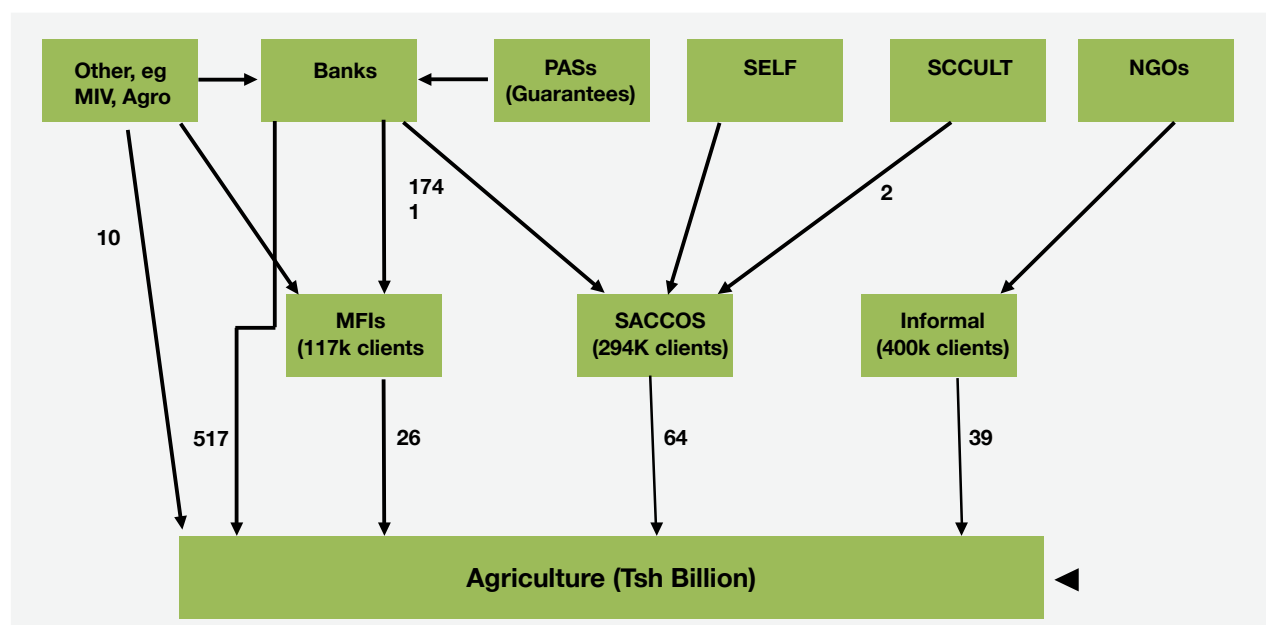 Other, eg
MIV, Agro
Banks
PASs
(Guarantees)
SELF
SCCULT
NGOs
174
1
2
10
MFIs
(117k clients
SACCOS
(294K clients)
Informal
(400k clients)
517
26
64
39
Agriculture (Tsh Billion)